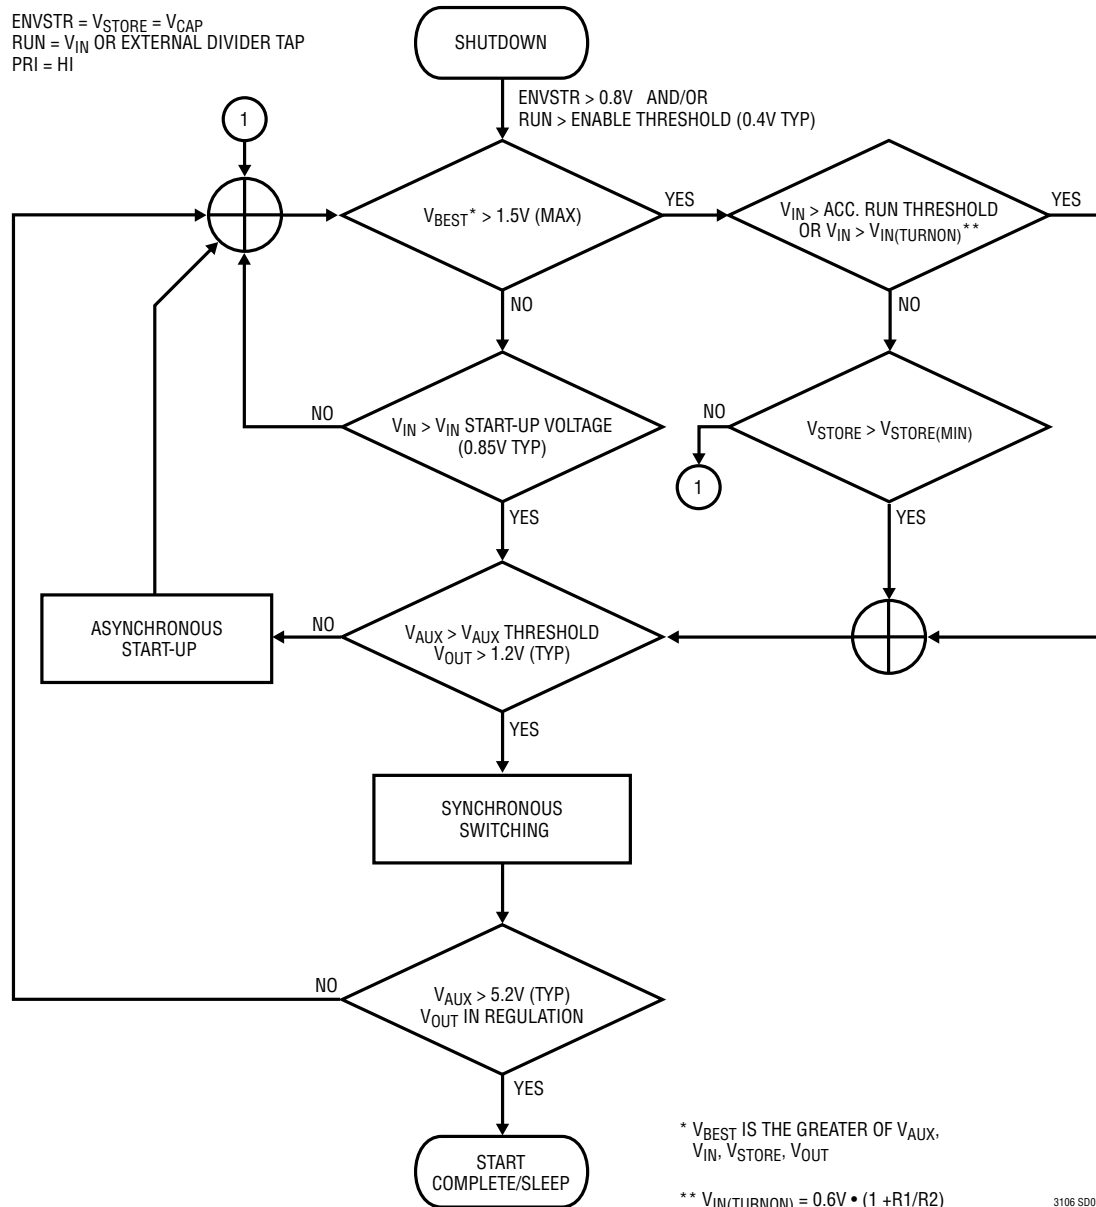 ENVSTR = VSTORE = VCAP
RUN = VIN OR EXTERNAL DIVIDER TAP
PRI = HI
SHUTDOWN
ENVSTR > 0.8V AND/OR
RUN > ENABLE THRESHOLD (0.4V TYP)
1
VBEST* > 1.5V (MAX)
YES
VIN > ACC. RUN THRESHOLD
OR VIN > VIN(TURNON)**
YES
NO
NO
NO
VIN > VIN START-UP VOLTAGE
(0.85V TYP)
NO
VSTORE > VSTORE(MIN)
1
YES
YES
ASYNCHRONOUS
START-UP
NO
VAUX > VAUX THRESHOLD
VOUT > 1.2V (TYP)
YES
SYNCHRONOUS
SWITCHING
NO
VAUX > 5.2V (TYP)
VOUT IN REGULATION
YES
START
COMPLETE/SLEEP
* VBEST IS THE GREATER OF VAUX,
VIN, VSTORE, VOUT
** VIN(TURNON) = 0.6V • (1 +R1/R2)
3106 SD0